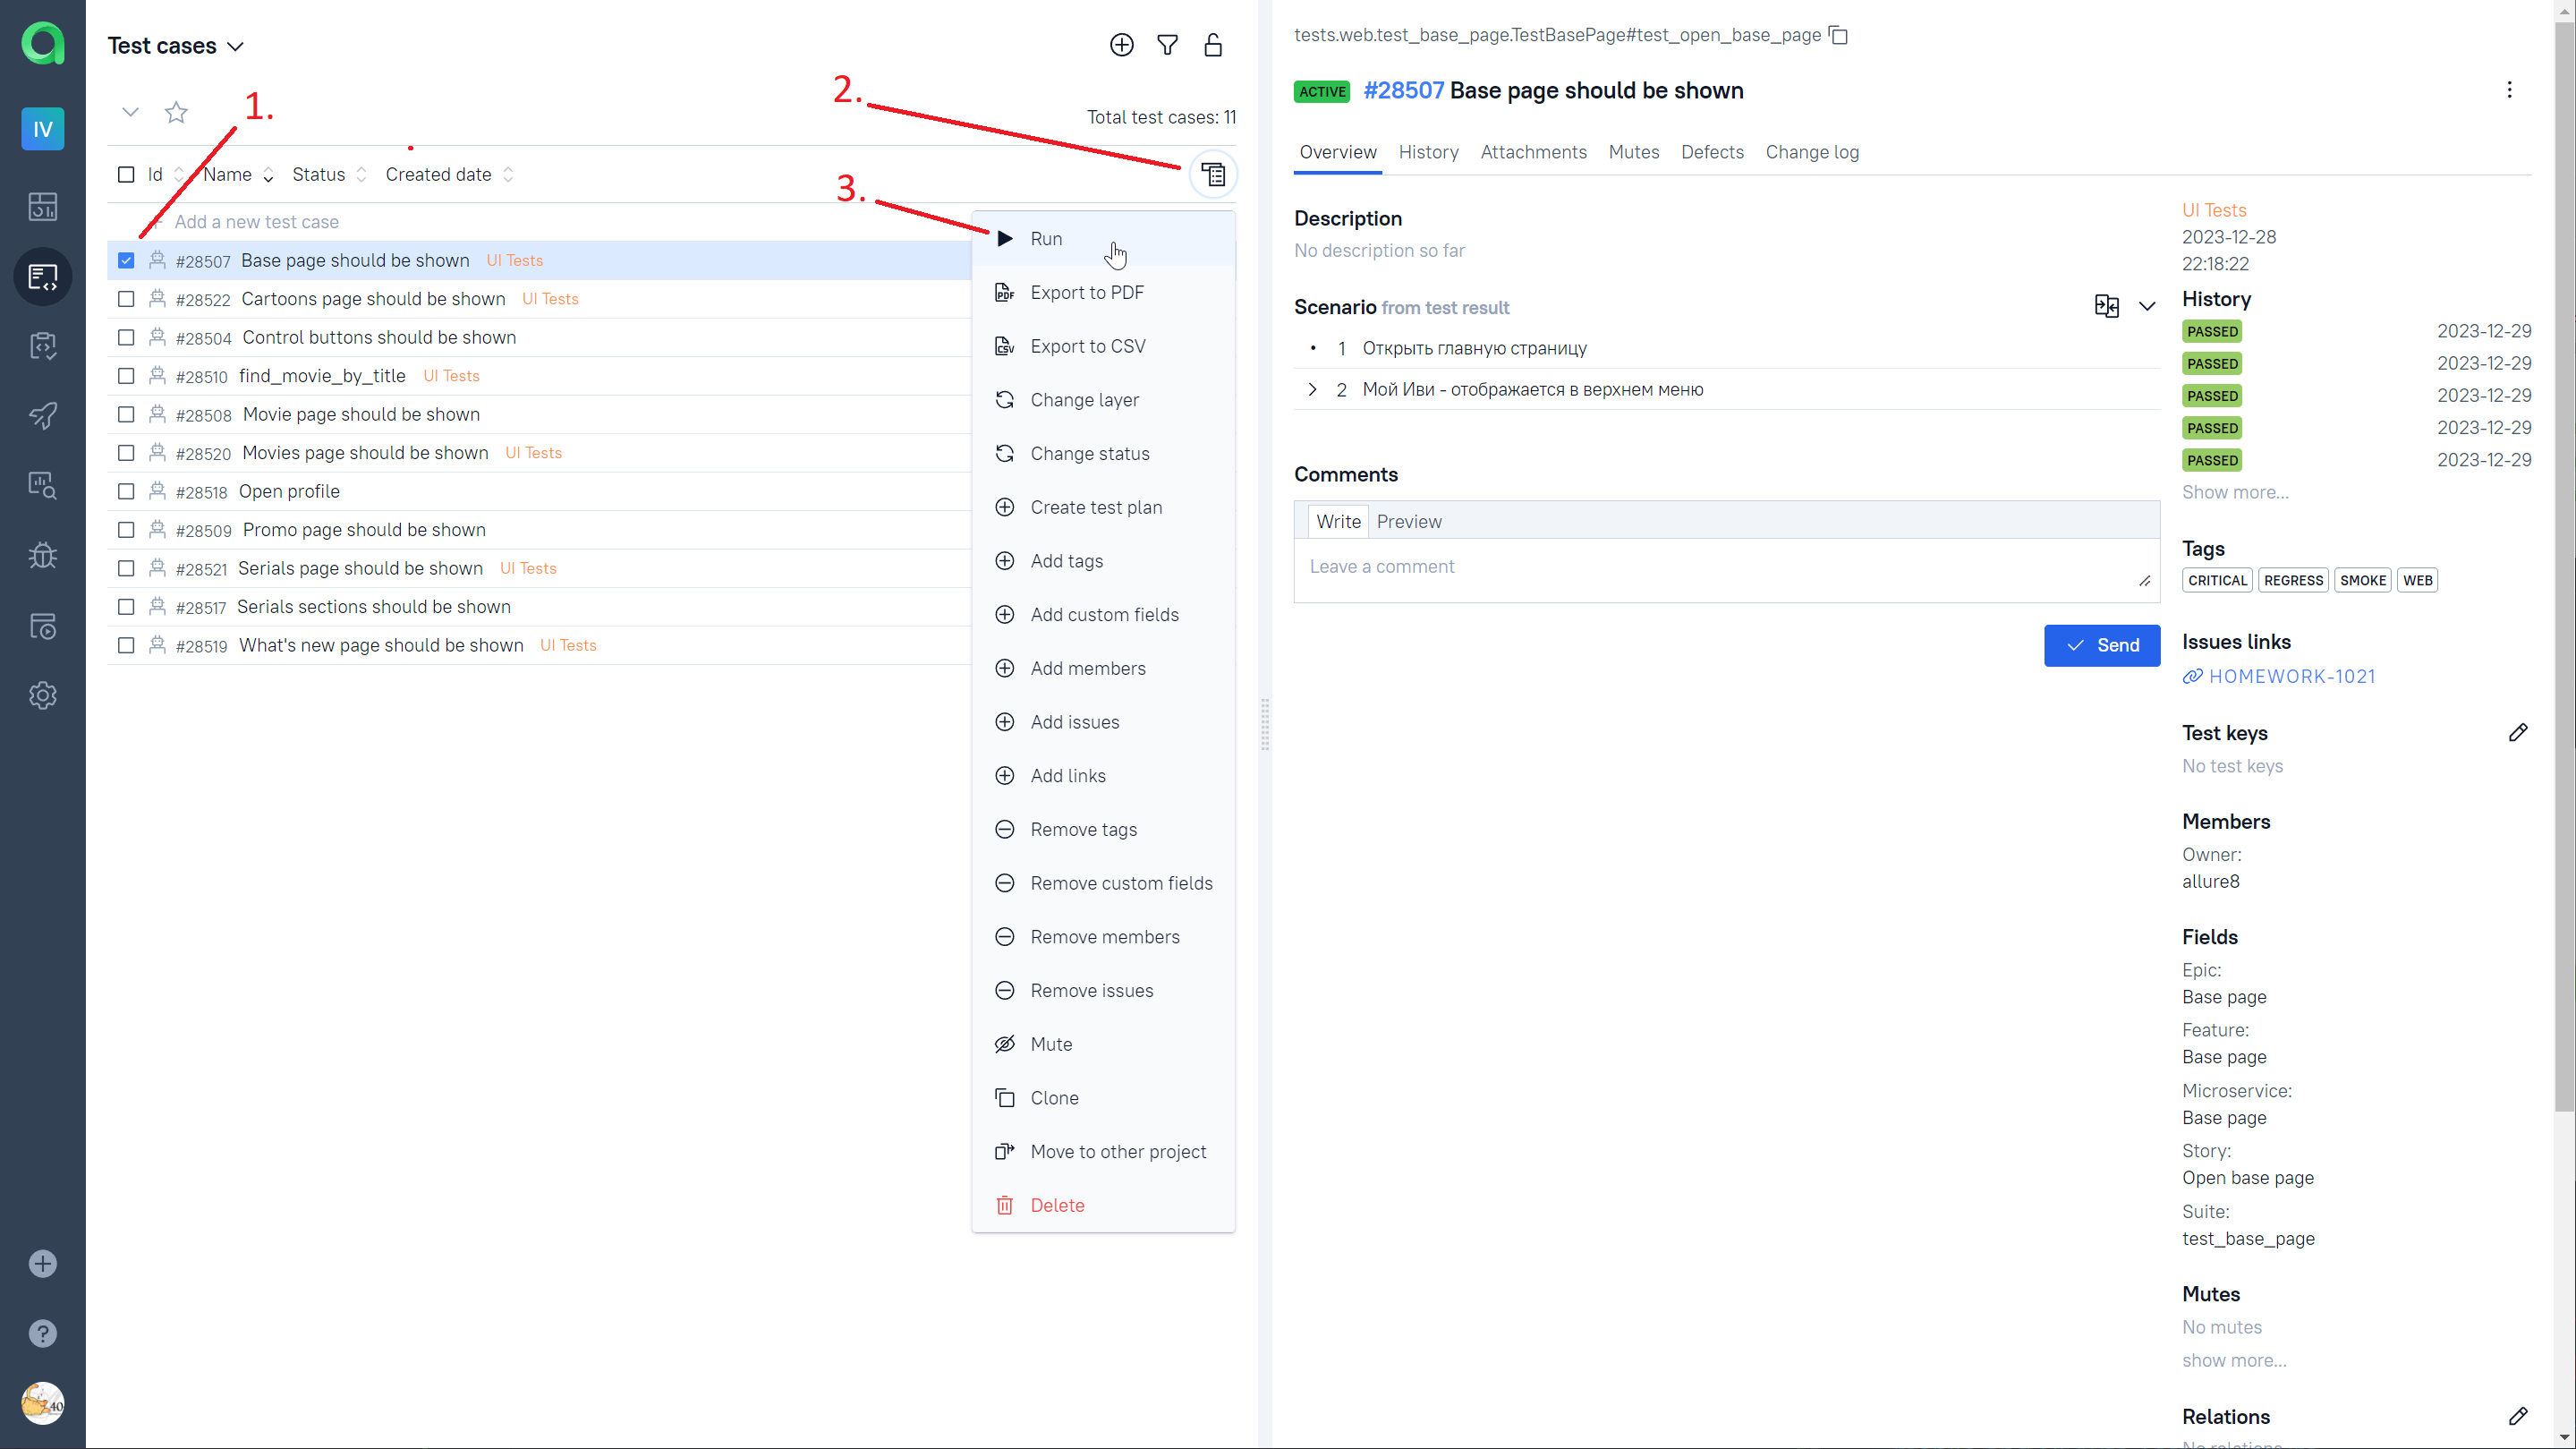 IV
40
Test cases
1.
2.
3.
Total test cases: 11
Id Name Status Created date
Add a new test case
#28507 Base page should be shown UI Tests
#28522 Cartoons page should be shown UI Tests
#28504 Control buttons should be shown
#28510 find_movie_by_title UI Tests
#28508 Movie page should be shown
#28520 Movies page should be shown UI Tests
#28518 Open profile
#28509 Promo page should be shown
#28521 Serials page should be shown UI Tests
#28517 Serials sections should be shown
#28519 What's new page should be shown UI Tests
Run
PDF Export to PDF
CSV Export to CSV
Change layer
Change status
Create test plan
Add tags
Add custom fields
Add members
Add issues
Add links
Remove tags
Remove custom fields
Remove members
Remove issues
Mute
Clone
Move to other project
Delete
tests.web.test_base_page.TestBasePage#test_open_base_page
ACTIVE #28507 Base page should be shown
Overview History Attachments Mutes Defects Change log
Description
No description so far
Scenario from test result
• 1 Открыть главную страницу
2 Мой Иви - отображается в верхнем меню
Comments
Write Preview
Leave a comment
Send
UI Tests
2023-12-28
22:18:22
History
PASSED 2023-12-29
PASSED 2023-12-29
PASSED 2023-12-29
PASSED 2023-12-29
PASSED 2023-12-29
Show more...
Tags
CRITICAL REGRESS SMOKE WEB
Issues links
HOMEWORK-1021
Test keys
No test keys
Members
Owner:
allure8
Fields
Epic:
Base page
Feature:
Base page
Microservice:
Base page
Story:
Open base page
Suite:
test_base_page
Mutes
No mutes
show more...
Relations